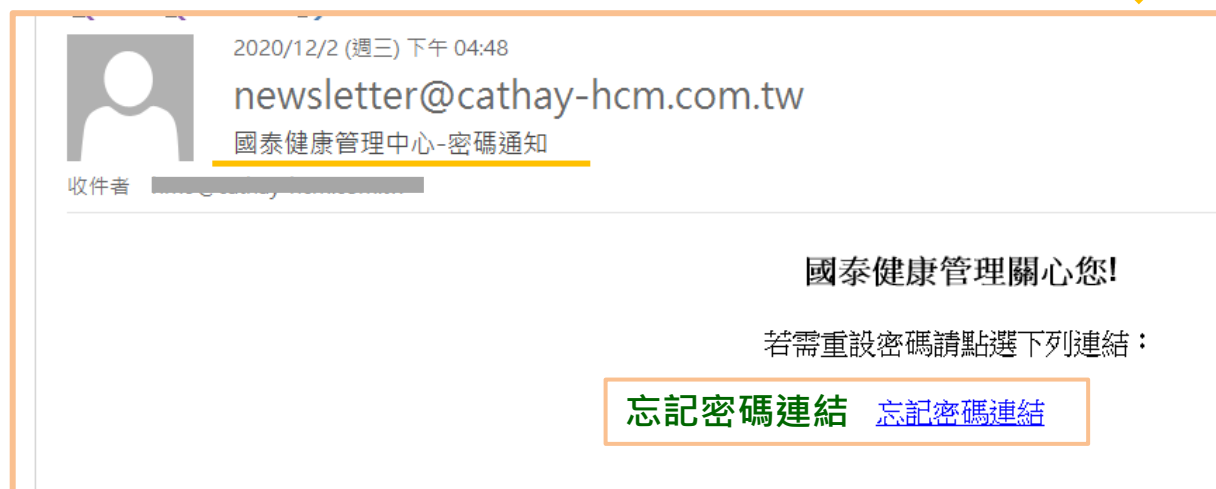 2020/12/2 (週三) 下午 04:48
newsletter@cathay-hcm.com.tw
國泰健康管理中心-密碼通知
收件者
國泰健康管理關心您!
若需重設密碼請點選下列連結：
忘記密碼連結 忘記密碼連結